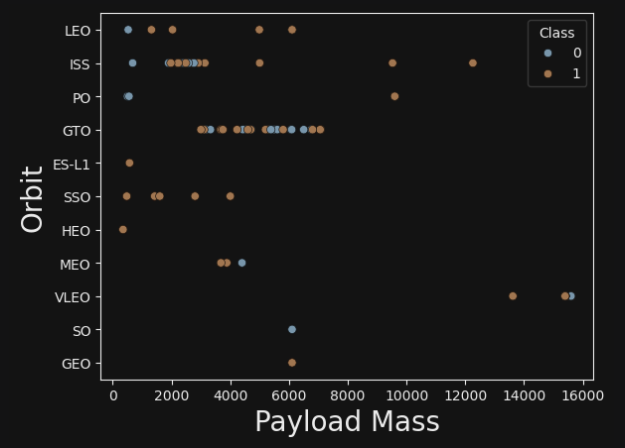 LEO
ISS
PO
GTO
ES-L1
SSO
HEO
MEO
VLEO
SO
GEO
Orbit
Class
0
1
0 2000 4000 6000 8000 10000 12000 14000 16000
Payload Mass